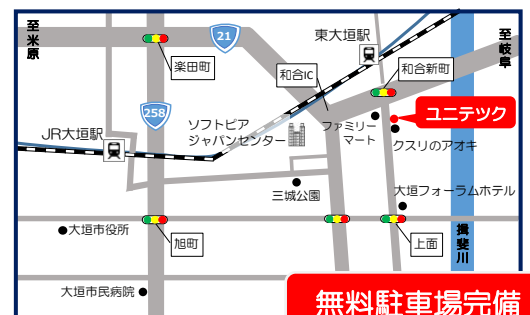 至米原
楽田町
21
東大垣駅
至岐阜
和合IC
和合新町
258
ソフトピア
ジャパンセンター
ファミリー
マート
ユニテツク
クスリのアオキ
JR大垣駅
三城公園
大垣フォーラムホテル
大垣市役所
旭町
上面
揖斐川
大垣市民病院
無料駐車場完備